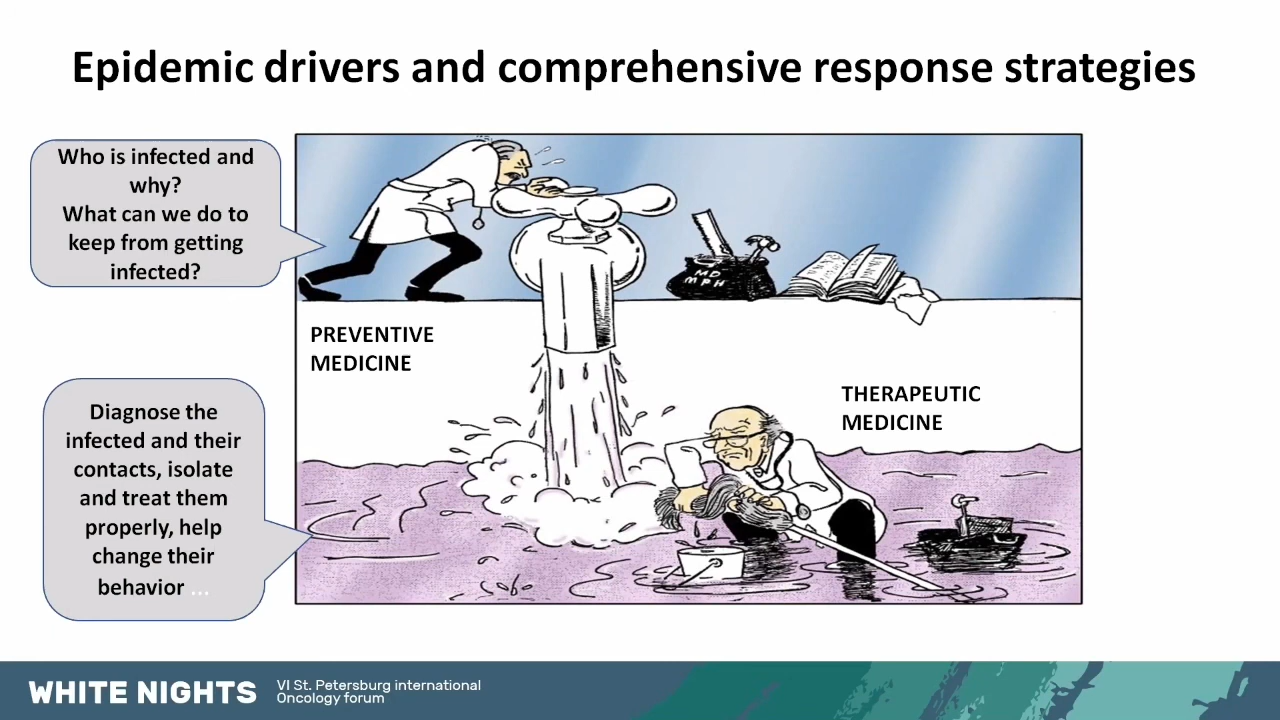 Epidemic drivers and comprehensive response strategies
Who is infected and
why?
What can we do to
keep from getting
infected?
MD
MPH
PREVENTIVE
MEDICINE
THERAPEUTIC
MEDICINE
Diagnose the
infected and their
contacts, isolate
and treat them
properly, help
change their
behavior ...
WHITE NIGHTS
VI St. Petersburg international
Oncology forum